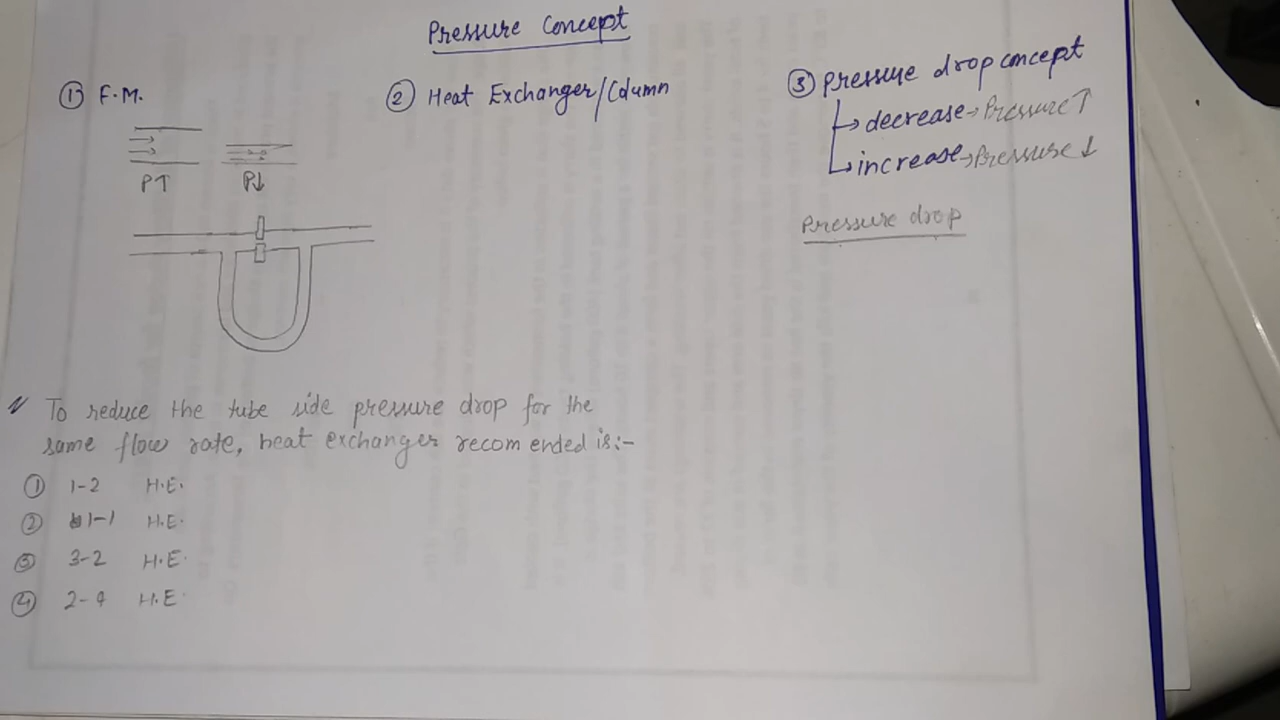 Pressure Concept
① F.M.
P↑ P↓
② Heat Exchanger/Column
③ Pressure drop concept
↳ decrease→Pressure↑
↳ increase→Pressure↓
Pressure drop
To reduce the tube side pressure drop for the
same flow rate, heat exchanger recom ended is:-
① 1-2 H.E.
② 1-1 H.E.
③ 3-2 H.E.
④ 2-4 H.E.